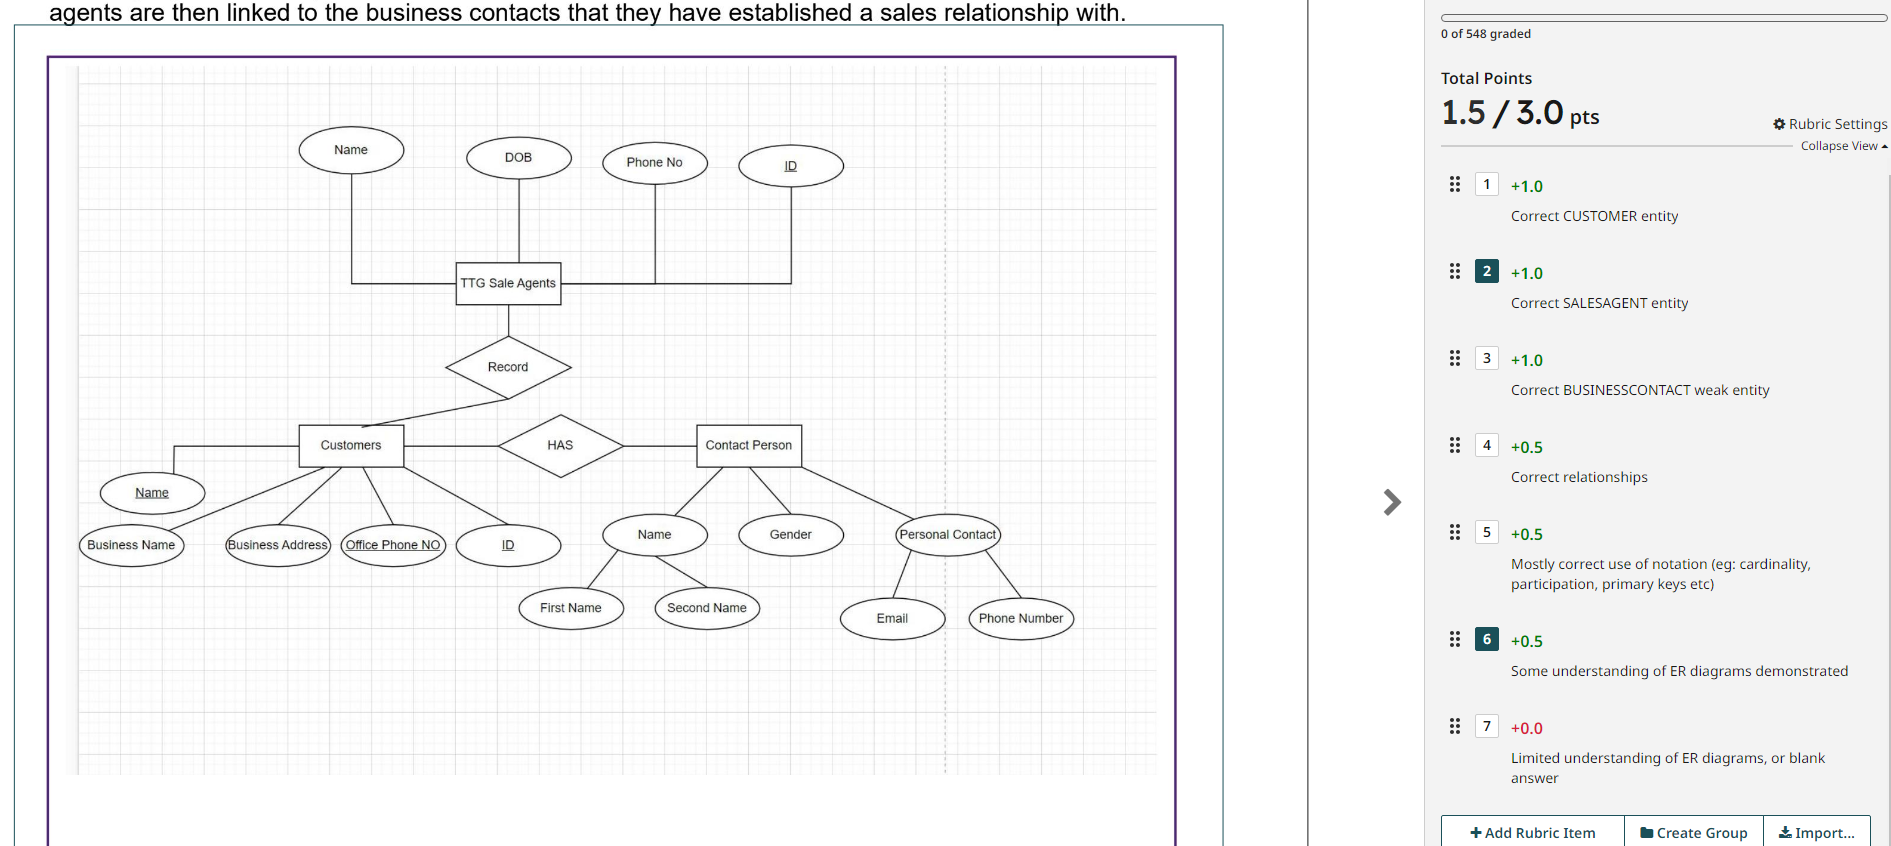 agents are then linked to the business contacts that they have established a sales relationship with.
Name
DOB
Phone No
ID
TTG Sale Agents
Record
Customers
HAS
Contact Person
Name
Business Name
Business Address
Office Phone NO
ID
Name
Gender
Personal Contact
First Name
Second Name
Email
Phone Number
0 of 548 graded
Total Points
1.5 / 3.0 pts
Rubric Settings
Collapse View
1 +1.0
Correct CUSTOMER entity
2 +1.0
Correct SALESAGENT entity
3 +1.0
Correct BUSINESSCONTACT weak entity
4 +0.5
Correct relationships
5 +0.5
Mostly correct use of notation (eg: cardinality,
participation, primary keys etc)
6 +0.5
Some understanding of ER diagrams demonstrated
7 +0.0
Limited understanding of ER diagrams, or blank
answer
+ Add Rubric Item
Create Group
Import...